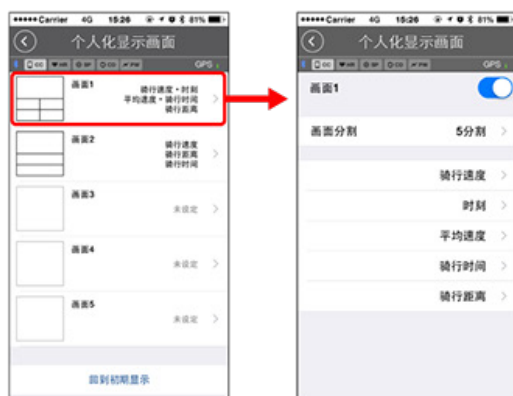 ●●●●●Carrier 4G 15:26 81%
个人化显示画面
CC HR SP CD PW GPS
画面1
骑行速度・时刻
平均速度・骑行时间
骑行距离
画面2
骑行速度
骑行距离
骑行时间
画面3
未设定
画面4
未设定
画面5
未设定
回到初期显示
●●●●●Carrier 4G 15:26 81%
个人化显示画面
GPS
画面1
画面分割 5分割
骑行速度
时刻
平均速度
骑行时间
骑行距离